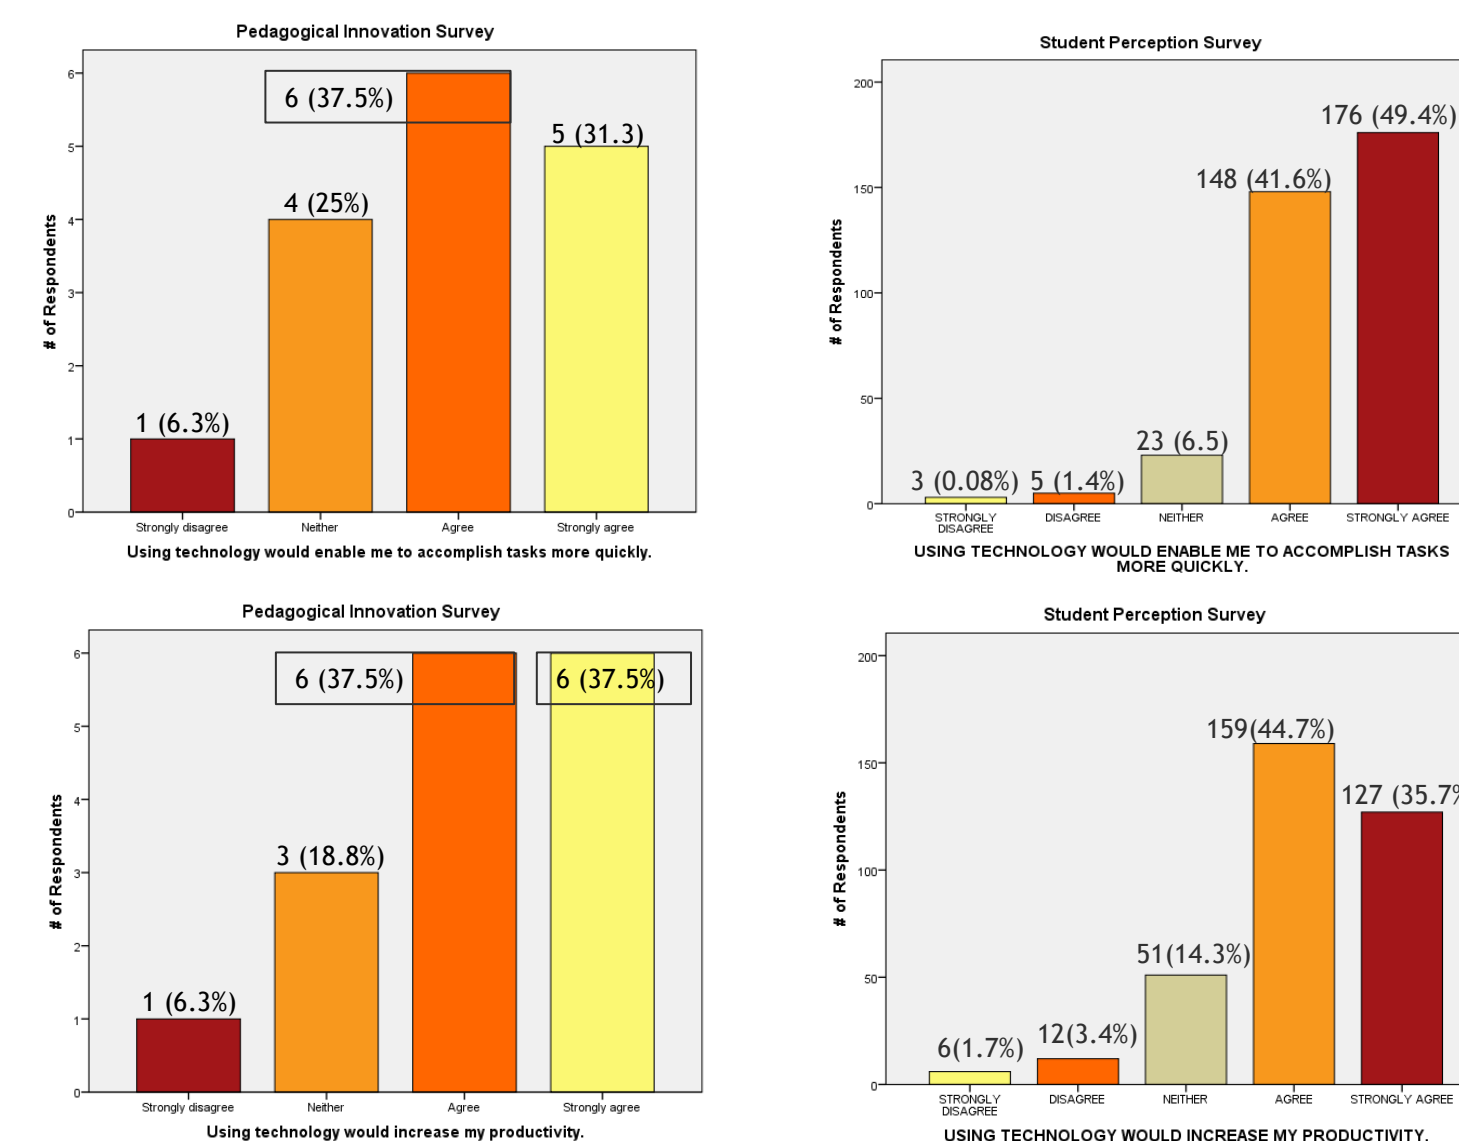 Pedagogical Innovation Survey
# of Respondents
6
5
4
3
2
1
0
6 (37.5%)
5 (31.3)
4 (25%)
1 (6.3%)
Strongly disagree Neither Agree Strongly agree
Using technology would enable me to accomplish tasks more quickly.
Student Perception Survey
# of Respondents
200
150
100
50
0
176 (49.4%)
148 (41.6%)
23 (6.5)
3 (0.08%) 5 (1.4%)
STRONGLY DISAGREE NEITHER AGREE STRONGLY AGREE
DISAGREE
USING TECHNOLOGY WOULD ENABLE ME TO ACCOMPLISH TASKS
MORE QUICKLY.
Pedagogical Innovation Survey
# of Respondents
6
5
4
3
2
1
0
6 (37.5%) 6 (37.5%)
3 (18.8%)
1 (6.3%)
Strongly disagree Neither Agree Strongly agree
Using technology would increase my productivity.
Student Perception Survey
# of Respondents
200
150
100
50
0
159(44.7%)
127 (35.7%
51(14.3%)
12(3.4%)
6(1.7%)
STRONGLY DISAGREE NEITHER AGREE STRONGLY AGREE
DISAGREE
USING TECHNOLOGY WOULD INCREASE MY PRODUCTIVITY.